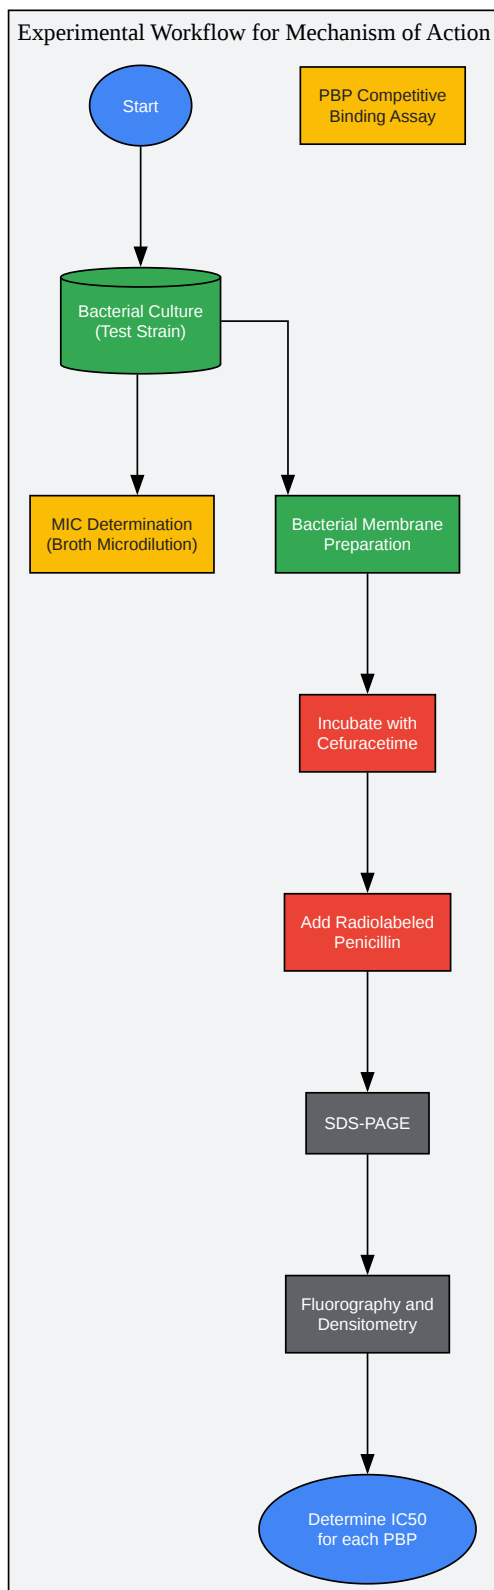 Experimental Workflow for Mechanism of Action
Start
PBP Competitive
Binding Assay
Bacterial Culture
(Test Strain)
MIC Determination
(Broth Microdilution)
Bacterial Membrane
Preparation
Incubate with
Cefuracetime
Add Radiolabeled
Penicillin
SDS-PAGE
Fluorography and
Densitometry
Determine IC50
for each PBP